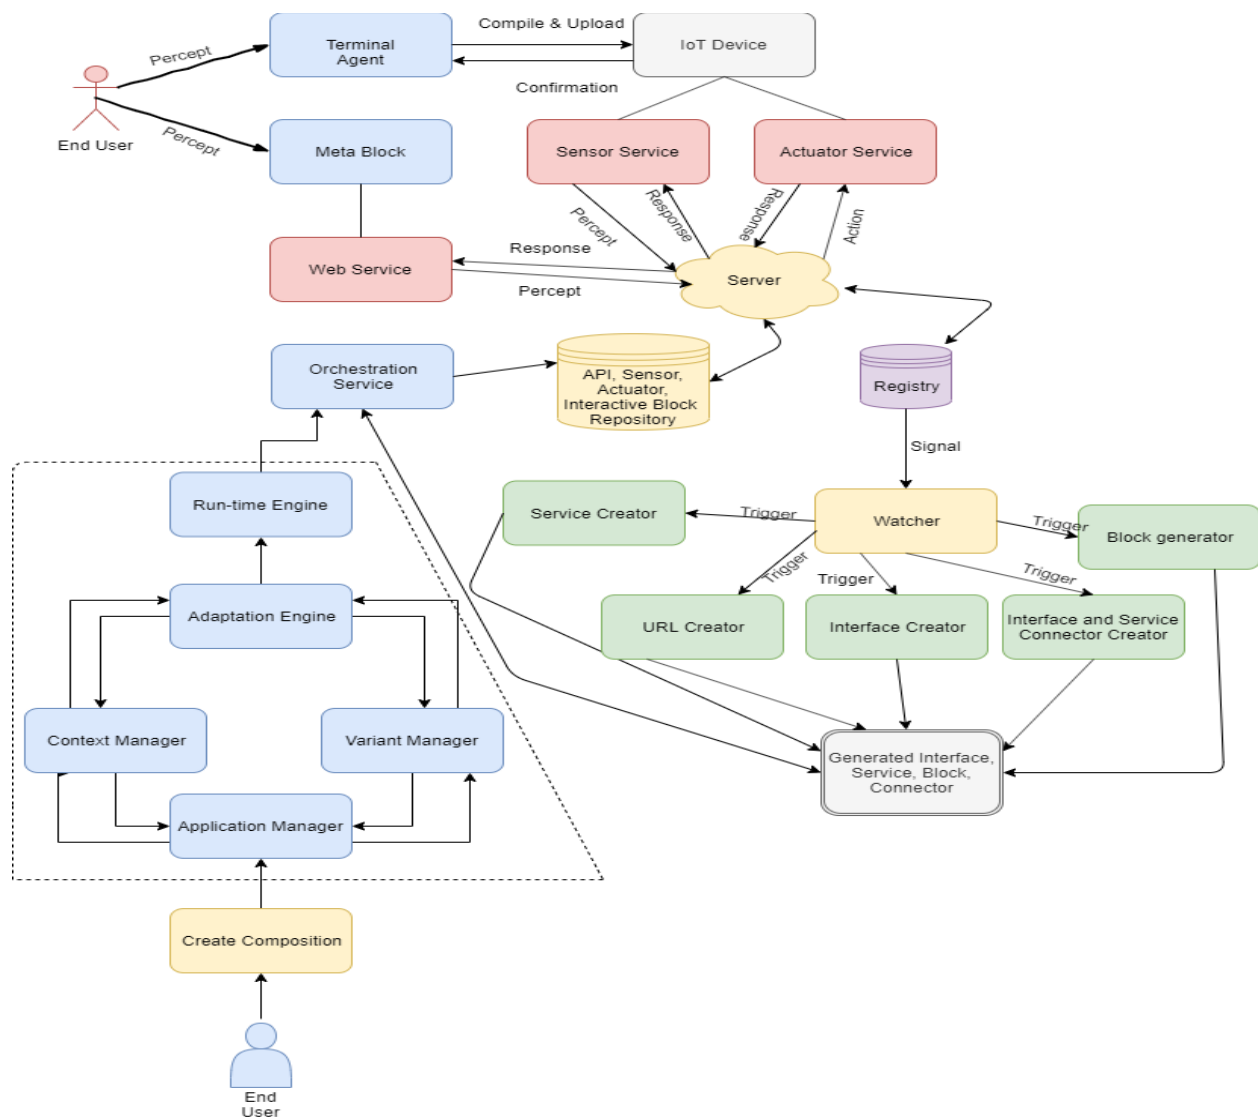 Compile & Upload
Percept
Terminal
Agent
IoT Device
Confirmation
End User
Percept
Meta Block
Sensor Service
Actuator Service
Percept
Response
Response
Action
Response
Web Service
Percept
Server
Orchestration
Service
API, Sensor,
Actuator,
Interactive Block
Repository
Registry
Signal
Run-time Engine
Service Creator
Trigger
Watcher
Trigger
Block generator
Trigger
Trigger
Trigger
Adaptation Engine
URL Creator
Interface Creator
Interface and Service
Connector Creator
Context Manager
Variant Manager
Generated Interface,
Service, Block,
Connector
Application Manager
Create Composition
End
User